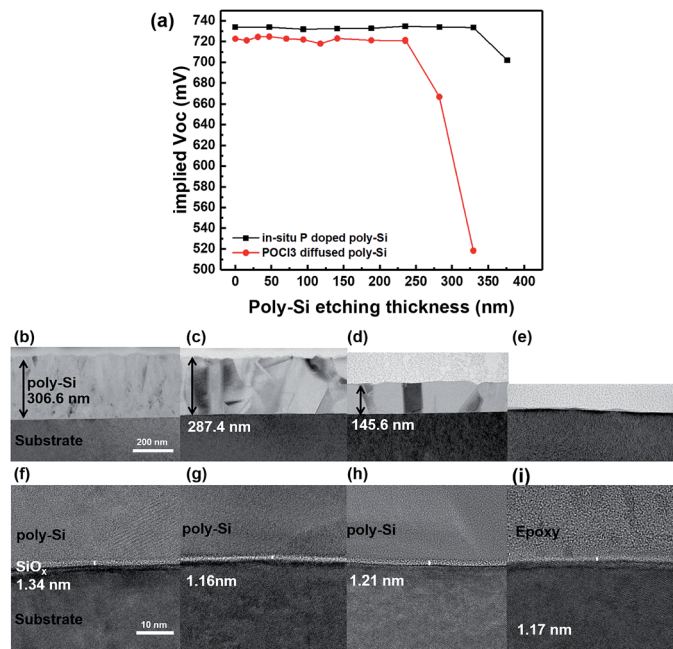 (a)
740
720
700
680
660
640
620
600
580
560
540
520
500
implied Voc (mV)
in-situ P doped poly-Si
POCl3 diffused poly-Si
0 50 100 150 200 250 300 350 400
Poly-Si etching thickness (nm)
(b) (c) (d) (e)
poly-Si
306.6 nm
287.4 nm
145.6 nm
Substrate
200 nm
(f) (g) (h) (i)
poly-Si
poly-Si
poly-Si
Epoxy
SiOx
1.34 nm
1.16nm
1.21 nm
1.17 nm
Substrate
10 nm